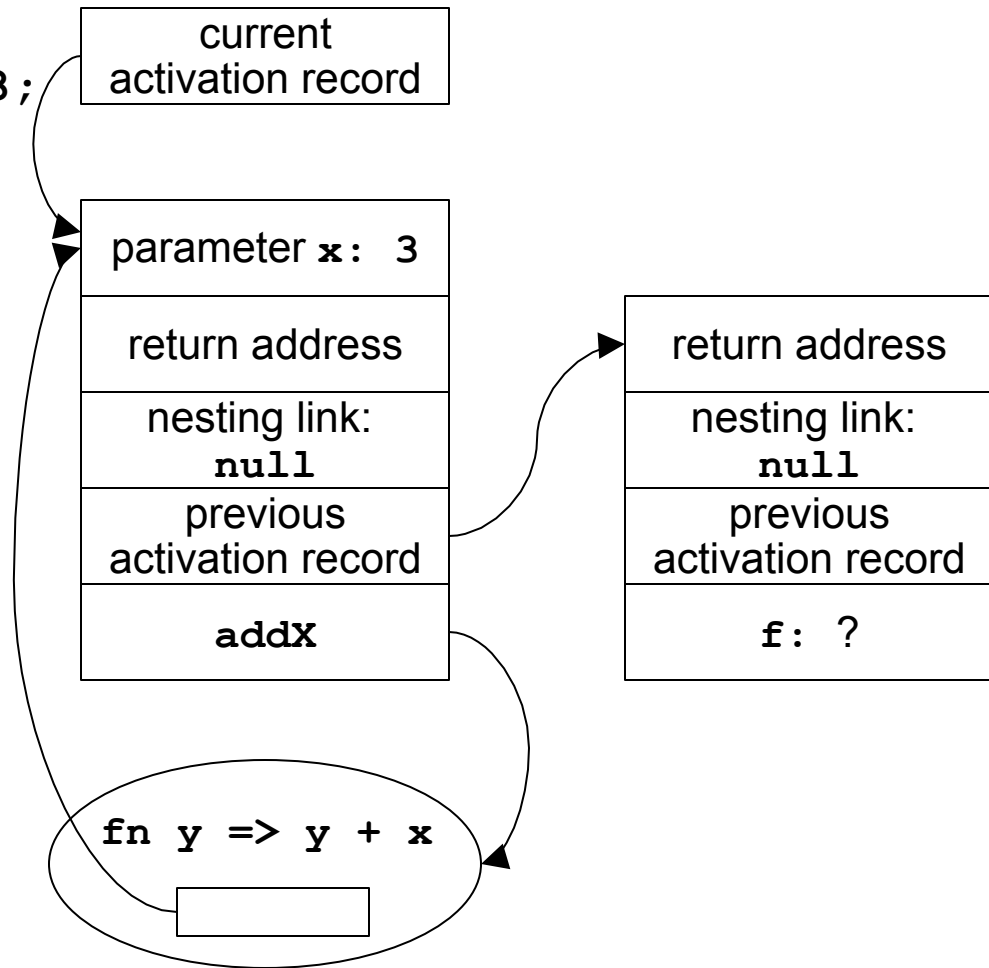 current
activation record
3;
parameter x: 3
return address
nesting link:
null
previous
activation record
addX
return address
nesting link:
null
previous
activation record
f: ?
fn y => y + x